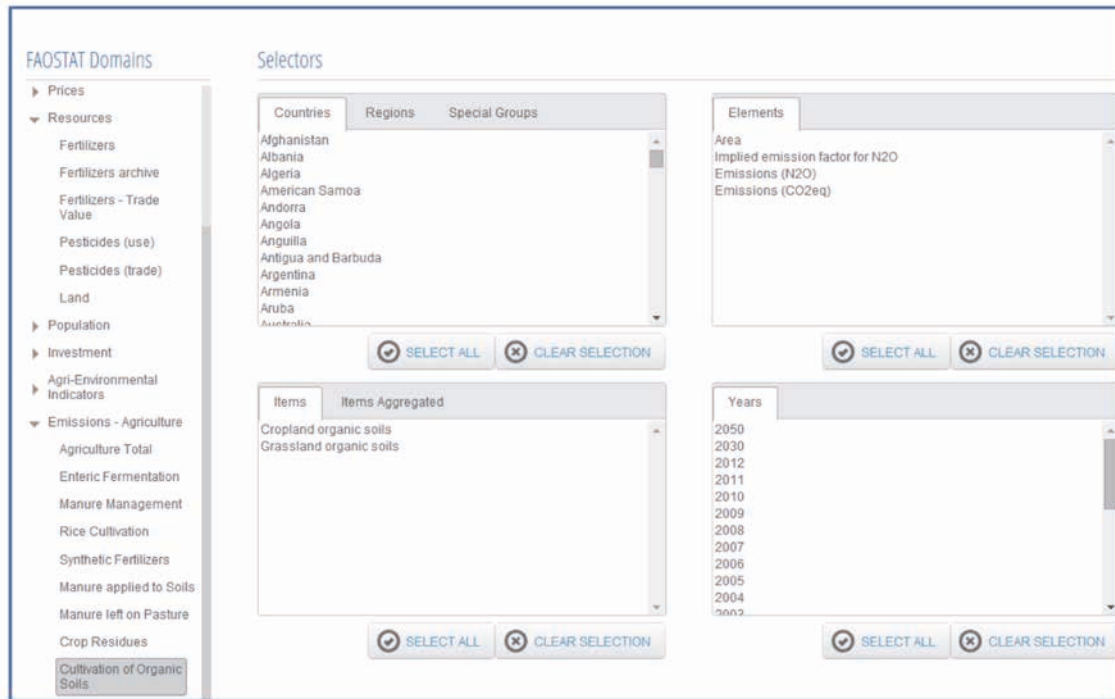 FAOSTAT Domains
Prices
Resources
Fertilizers
Fertilizers archive
Fertilizers - Trade
Value
Pesticides (use)
Pesticides (trade)
Land
Population
Investment
Agri-Environmental
Indicators
Emissions - Agriculture
Agriculture Total
Enteric Fermentation
Manure Management
Rice Cultivation
Synthetic Fertilizers
Manure applied to Soils
Manure left on Pasture
Crop Residues
Cultivation of Organic
Soils
Selectors
Countries Regions Special Groups
Afghanistan
Albania
Algeria
American Samoa
Andorra
Angola
Anguilla
Antigua and Barbuda
Argentina
Armenia
Aruba
Australia
SELECT ALL CLEAR SELECTION
Elements
Area
Implied emission factor for N2O
Emissions (N2O)
Emissions (CO2eq)
SELECT ALL CLEAR SELECTION
Items Items Aggregated
Cropland organic soils
Grassland organic soils
SELECT ALL CLEAR SELECTION
Years
2050
2030
2012
2011
2010
2009
2008
2007
2006
2005
2004
2003
SELECT ALL CLEAR SELECTION